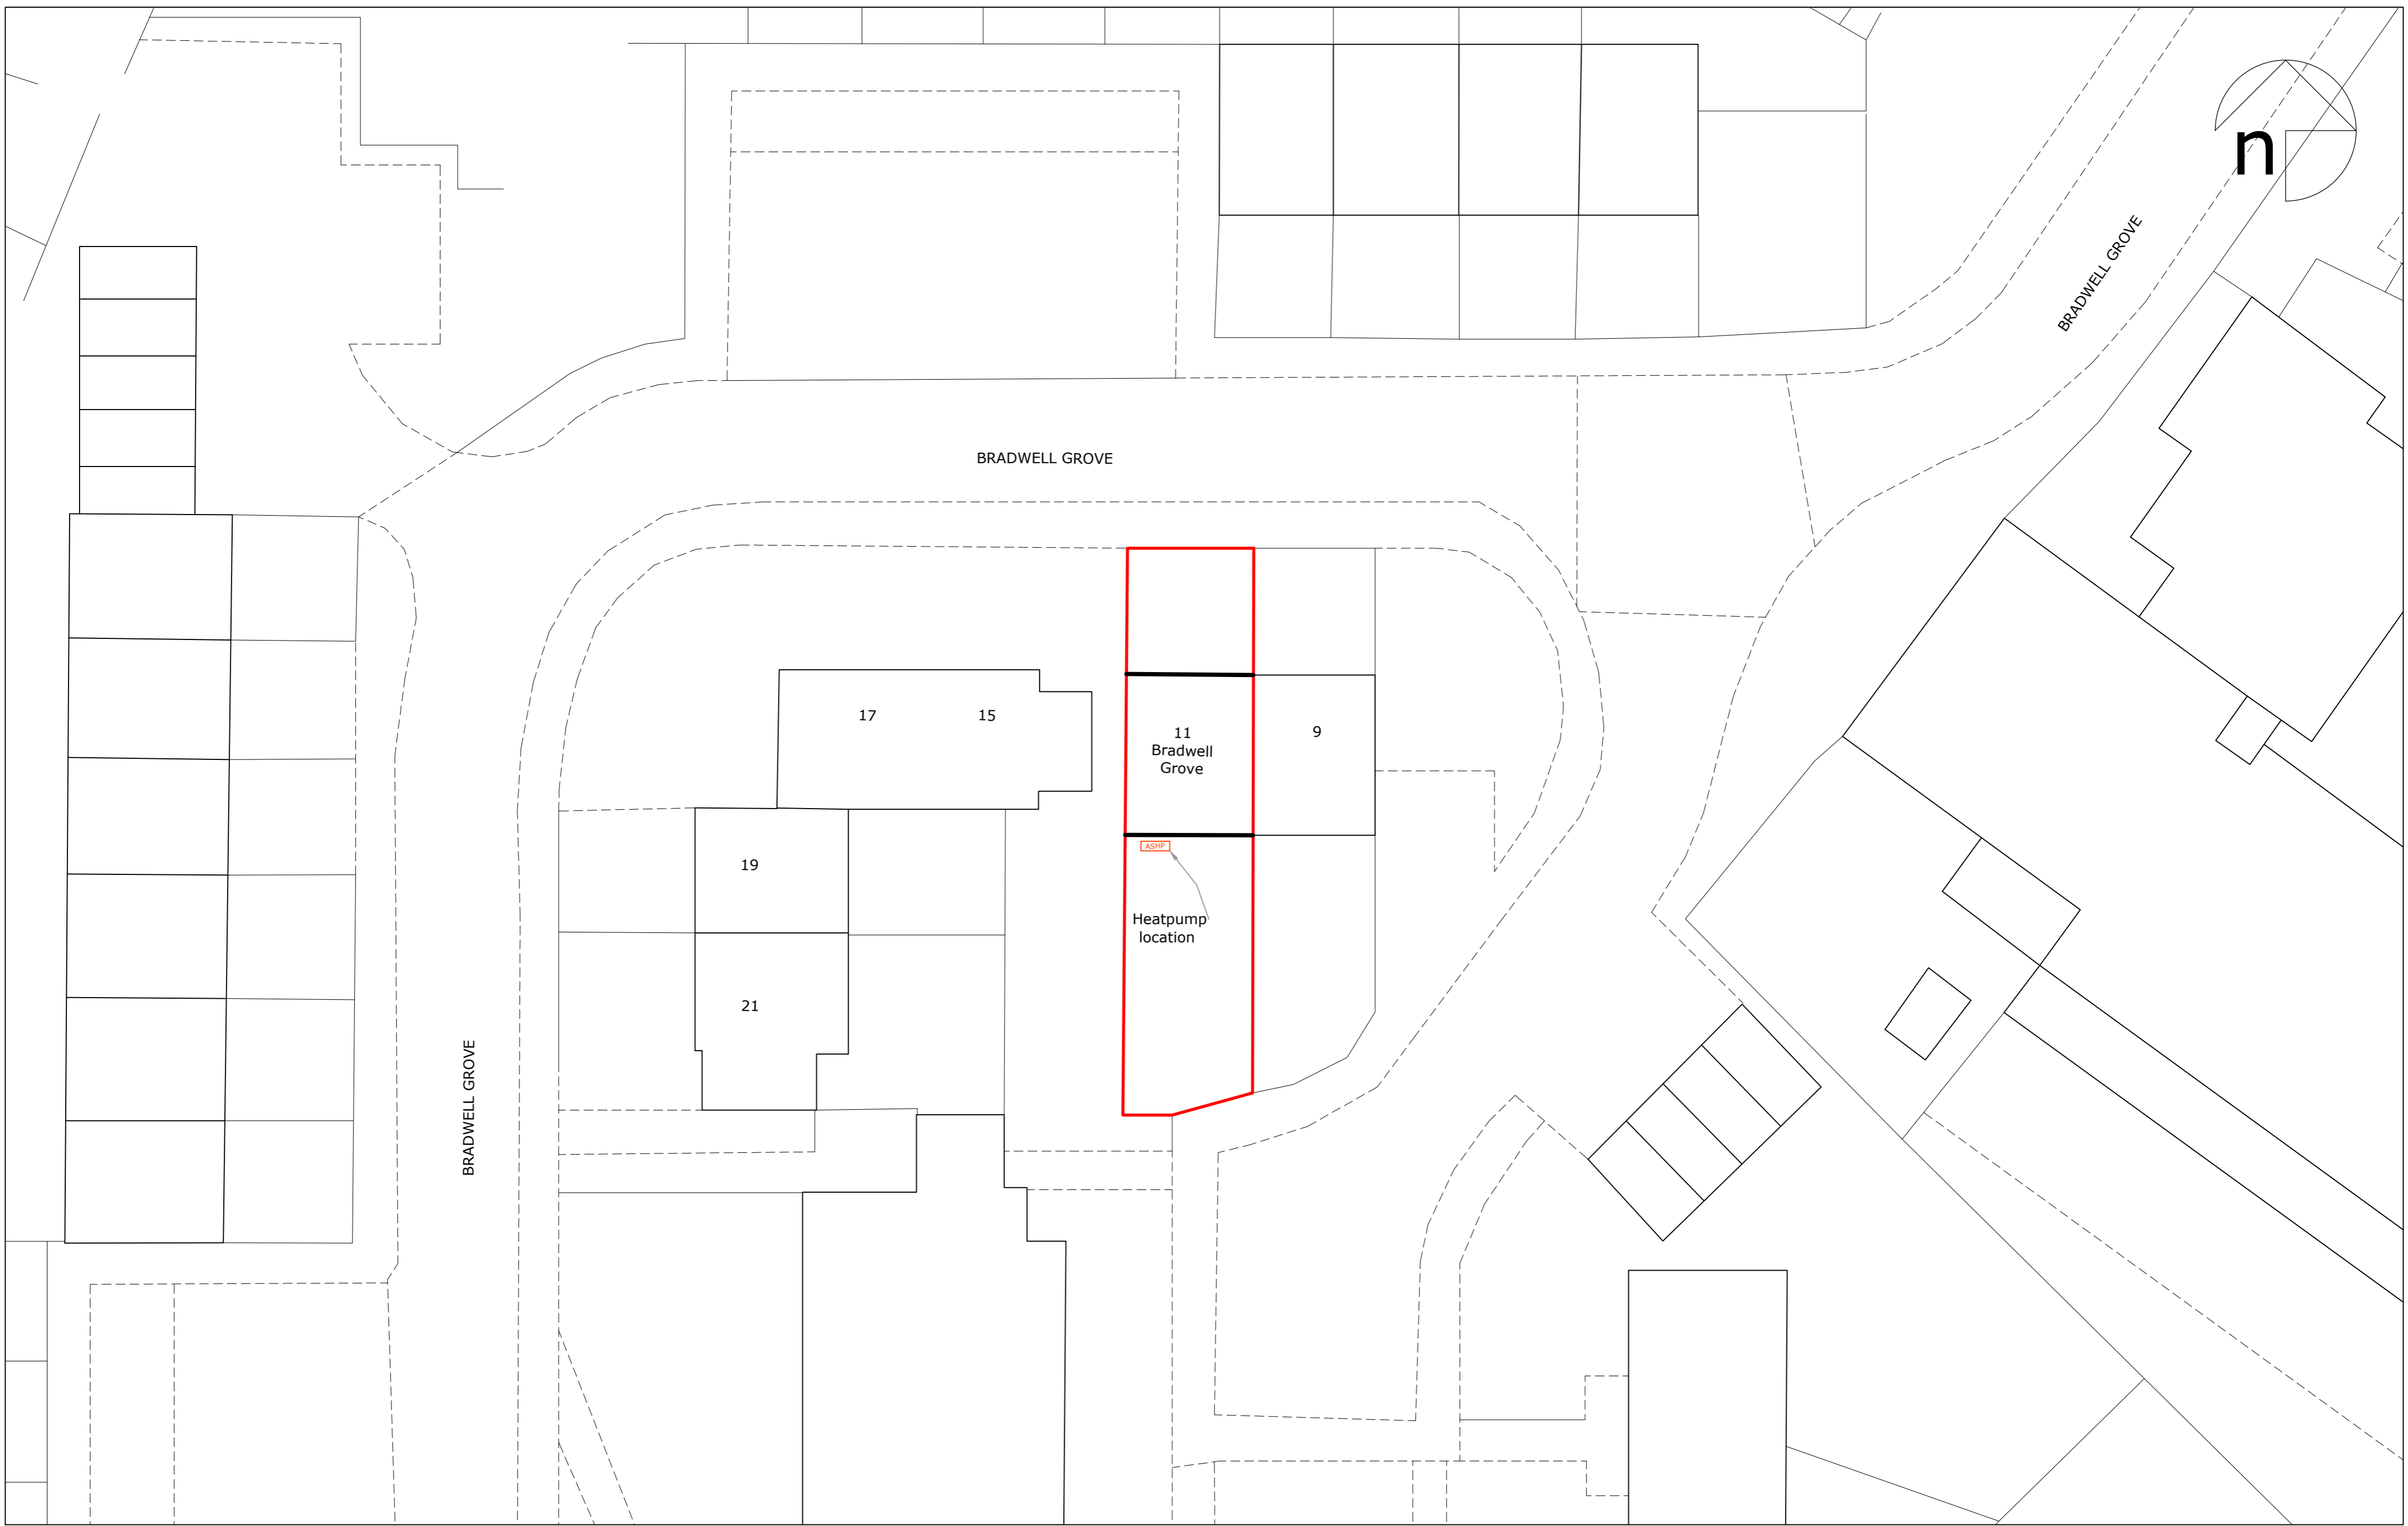 n
BRADWELL GROVE
BRADWELL GROVE
17
15
11
Bradwell
Grove
9
ASHP
19
Heatpump
location
21
BRADWELL GROVE